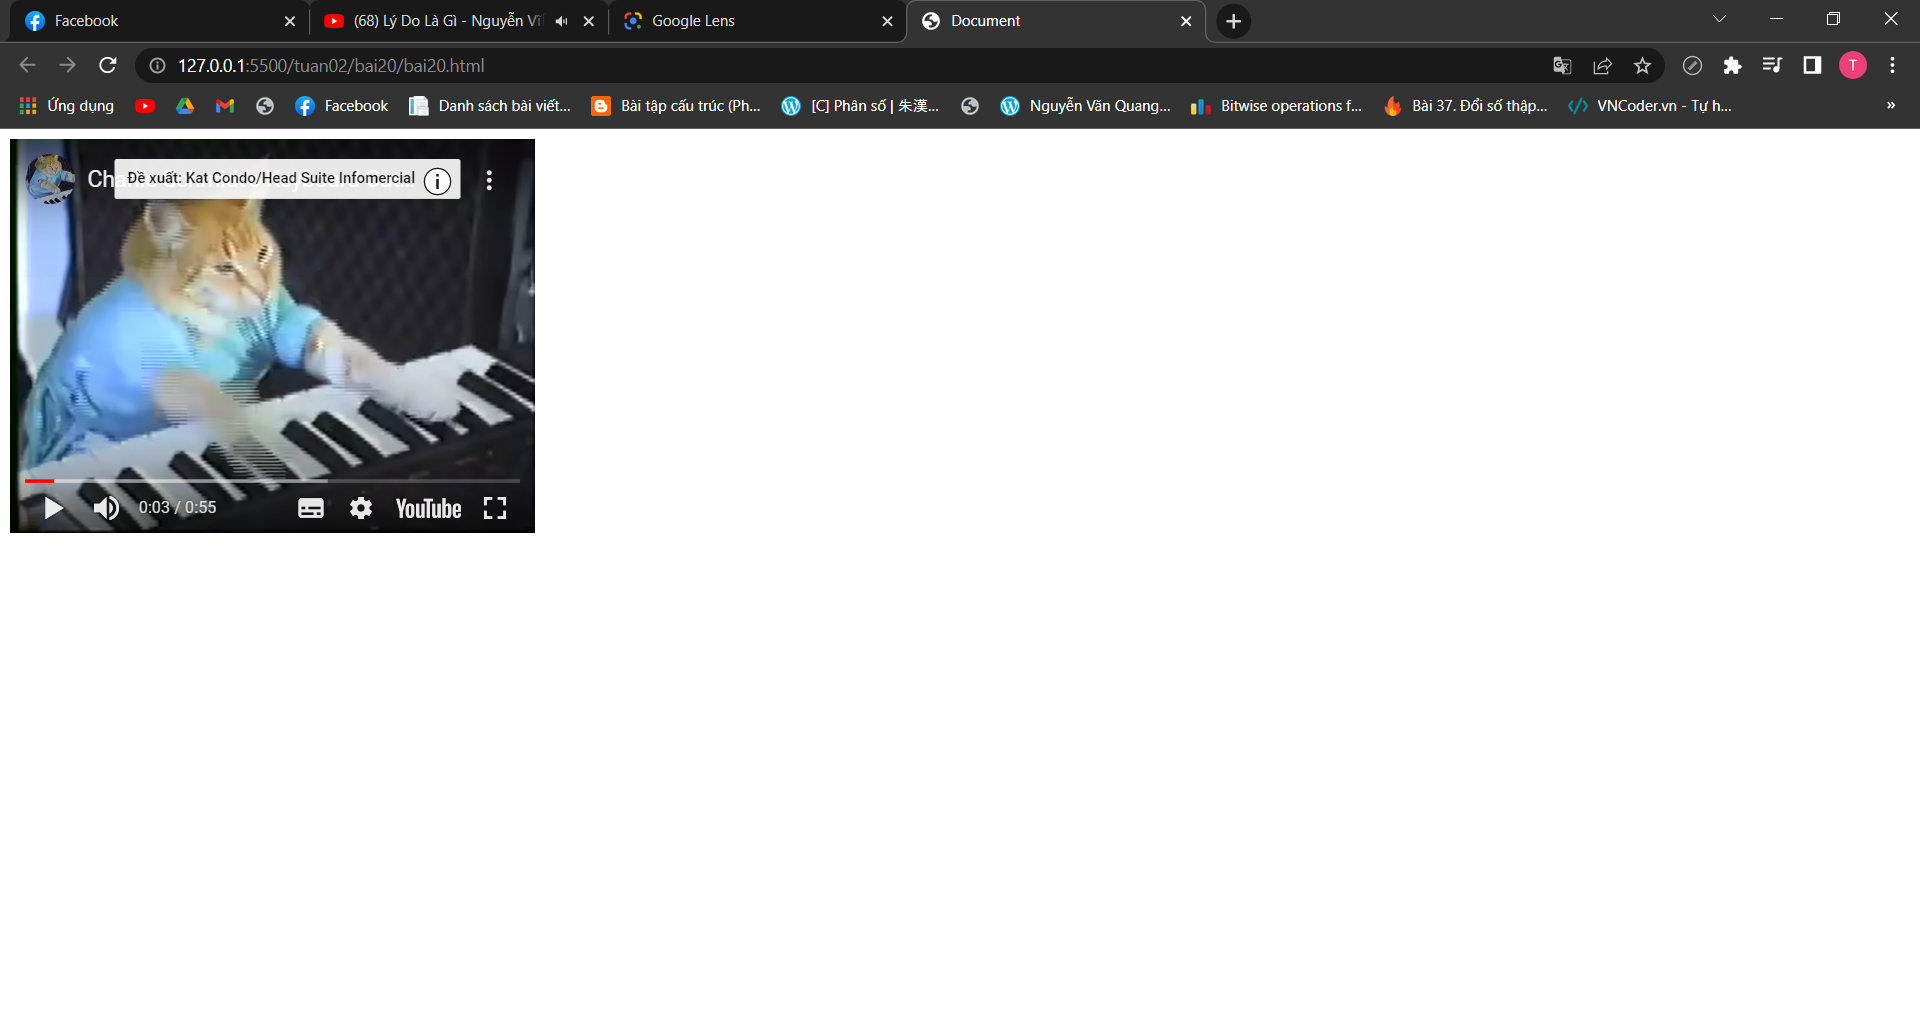 Facebook
(68) Lý Do Là Gì - Nguyễn Vĩ
Google Lens
Document
127.0.0.1:5500/tuan02/bai20/bai20.html
T
Ứng dụng
Facebook
Danh sách bài viết...
Bài tập cấu trúc (Ph...
[C] Phân số | 朱漢...
Nguyễn Văn Quang...
Bitwise operations f...
Bài 37. Đổi số thập...
VNCoder.vn - Tự h...
»
Đề xuất: Kat Condo/Head Suite Infomercial
0:03 / 0:55
YouTube